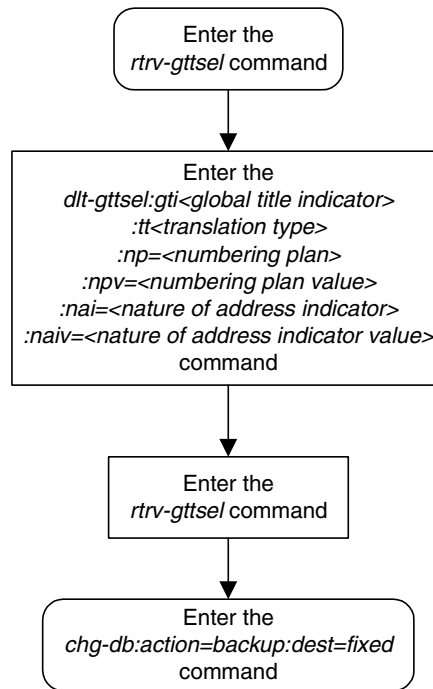 Enter the
rtrv-gttsel command
Enter the
dlt-gttsel:gti<global title indicator>
:tt<translation type>
:np=<numbering plan>
:npv=<numbering plan value>
:nai=<nature of address indicator>
:naiv=<nature of address indicator value>
command
Enter the
rtrv-gttsel command
Enter the
chg-db:action=backup:dest=fixed
command